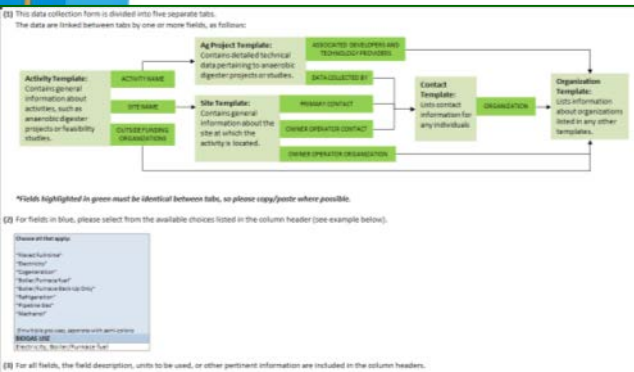 (1) This data collection form is divided into five separate tabs.
The data are linked between tabs by one or more fields, as follows:
Activity Template:
Contains general
information about
activities, such as
anaerobic digester
projects or feasibility
studies.
ACTIVITY NAME
SITE NAME
OUTSIDE FUNDING
ORGANIZATIONS
Ag Project Template:
Contains detailed technical
data pertaining to anaerobic
digester projects or studies.
ASSOCIATED DEVELOPERS AND
TECHNOLOGY PROVIDERS
DATA COLLECTED BY
Site Template:
Contains general
information about the
site at which the
activity is located.
PRIMARY CONTACT
OWNER OPERATOR CONTACT
OWNER OPERATOR ORGANIZATION
Contact
Template:
Lists contact
information for
any individuals
ORGANIZATION
Organization
Template:
Lists information
about organizations
listed in any other
templates.
*Fields highlighted in green must be identical between tabs, so please copy/paste where possible.
(2) For fields in blue, please select from the available choices listed in the column header (see example below).
Choose all that apply:
"Electricity"
"Cogeneration"
"Boiler/Furnace fuel"
"Refrigeration"
"Pipeline Gas"
"Methanol"
BIOGAS USE
Electricity; Boiler/Furnace fuel
(3) For all fields, the field description, units to be used, or other pertinent information are included in the column headers.